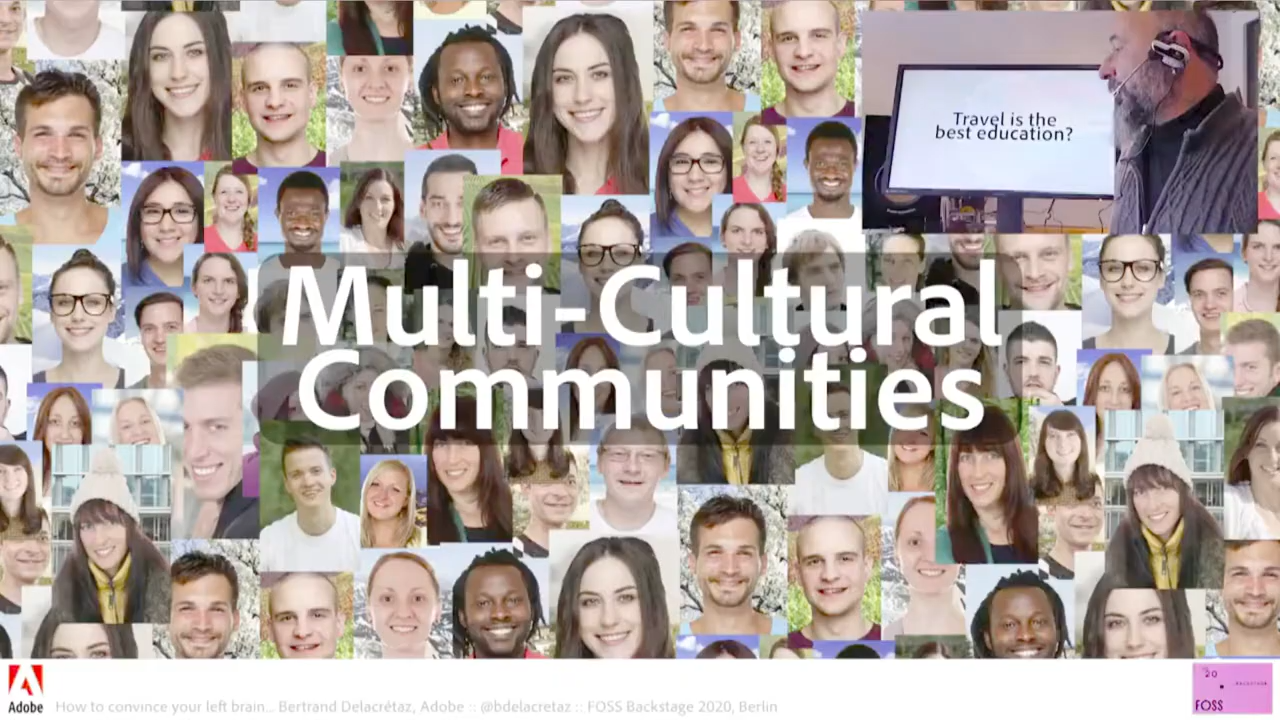 Travel is the
best education?
Multi-Cultural
Communities
Adobe
How to convince your left brain... Bertrand Delacrétaz, Adobe :: @bdelacretaz :: FOSS Backstage 2020, Berlin
20
BACKSTAGE
FOSS